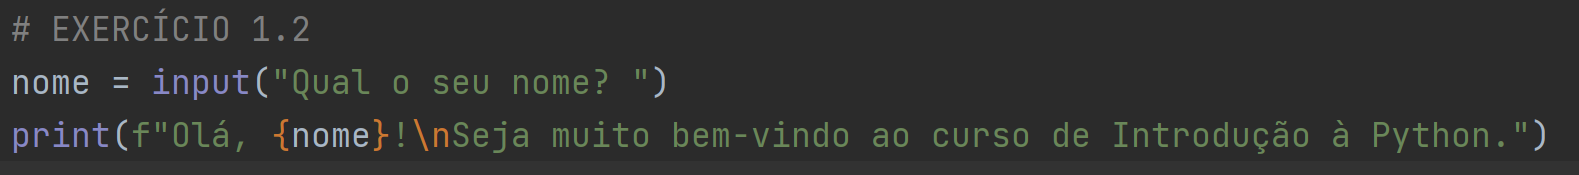 # EXERCÍCIO 1.2
nome = input("Qual o seu nome? ")
print(f"Olá, {nome}!\nSeja muito bem-vindo ao curso de Introdução à Python.")